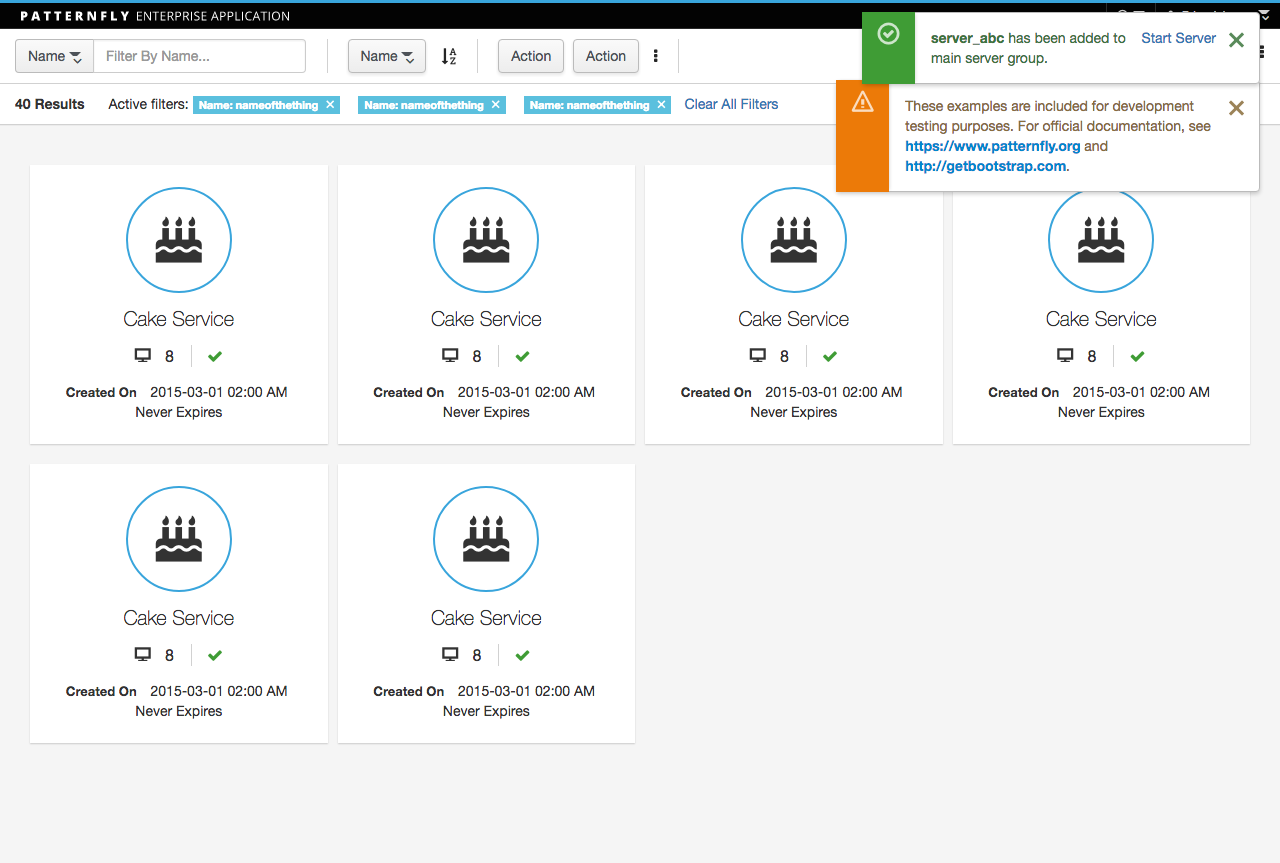 PATTERNFLY ENTERPRISE APPLICATION
server_abc has been added to main server group.
Start Server
Name
Filter By Name...
Name
Action
Action
40 Results
Active filters:
Name: nameofthething
Name: nameofthething
Name: nameofthething
Clear All Filters
These examples are included for development
testing purposes. For official documentation, see
https://www.patternfly.org and
http://getbootstrap.com.
Cake Service
8
Created On 2015-03-01 02:00 AM
Never Expires
Cake Service
8
Created On 2015-03-01 02:00 AM
Never Expires
Cake Service
8
Created On 2015-03-01 02:00 AM
Never Expires
Cake Service
8
Created On 2015-03-01 02:00 AM
Never Expires
Cake Service
8
Created On 2015-03-01 02:00 AM
Never Expires
Cake Service
8
Created On 2015-03-01 02:00 AM
Never Expires